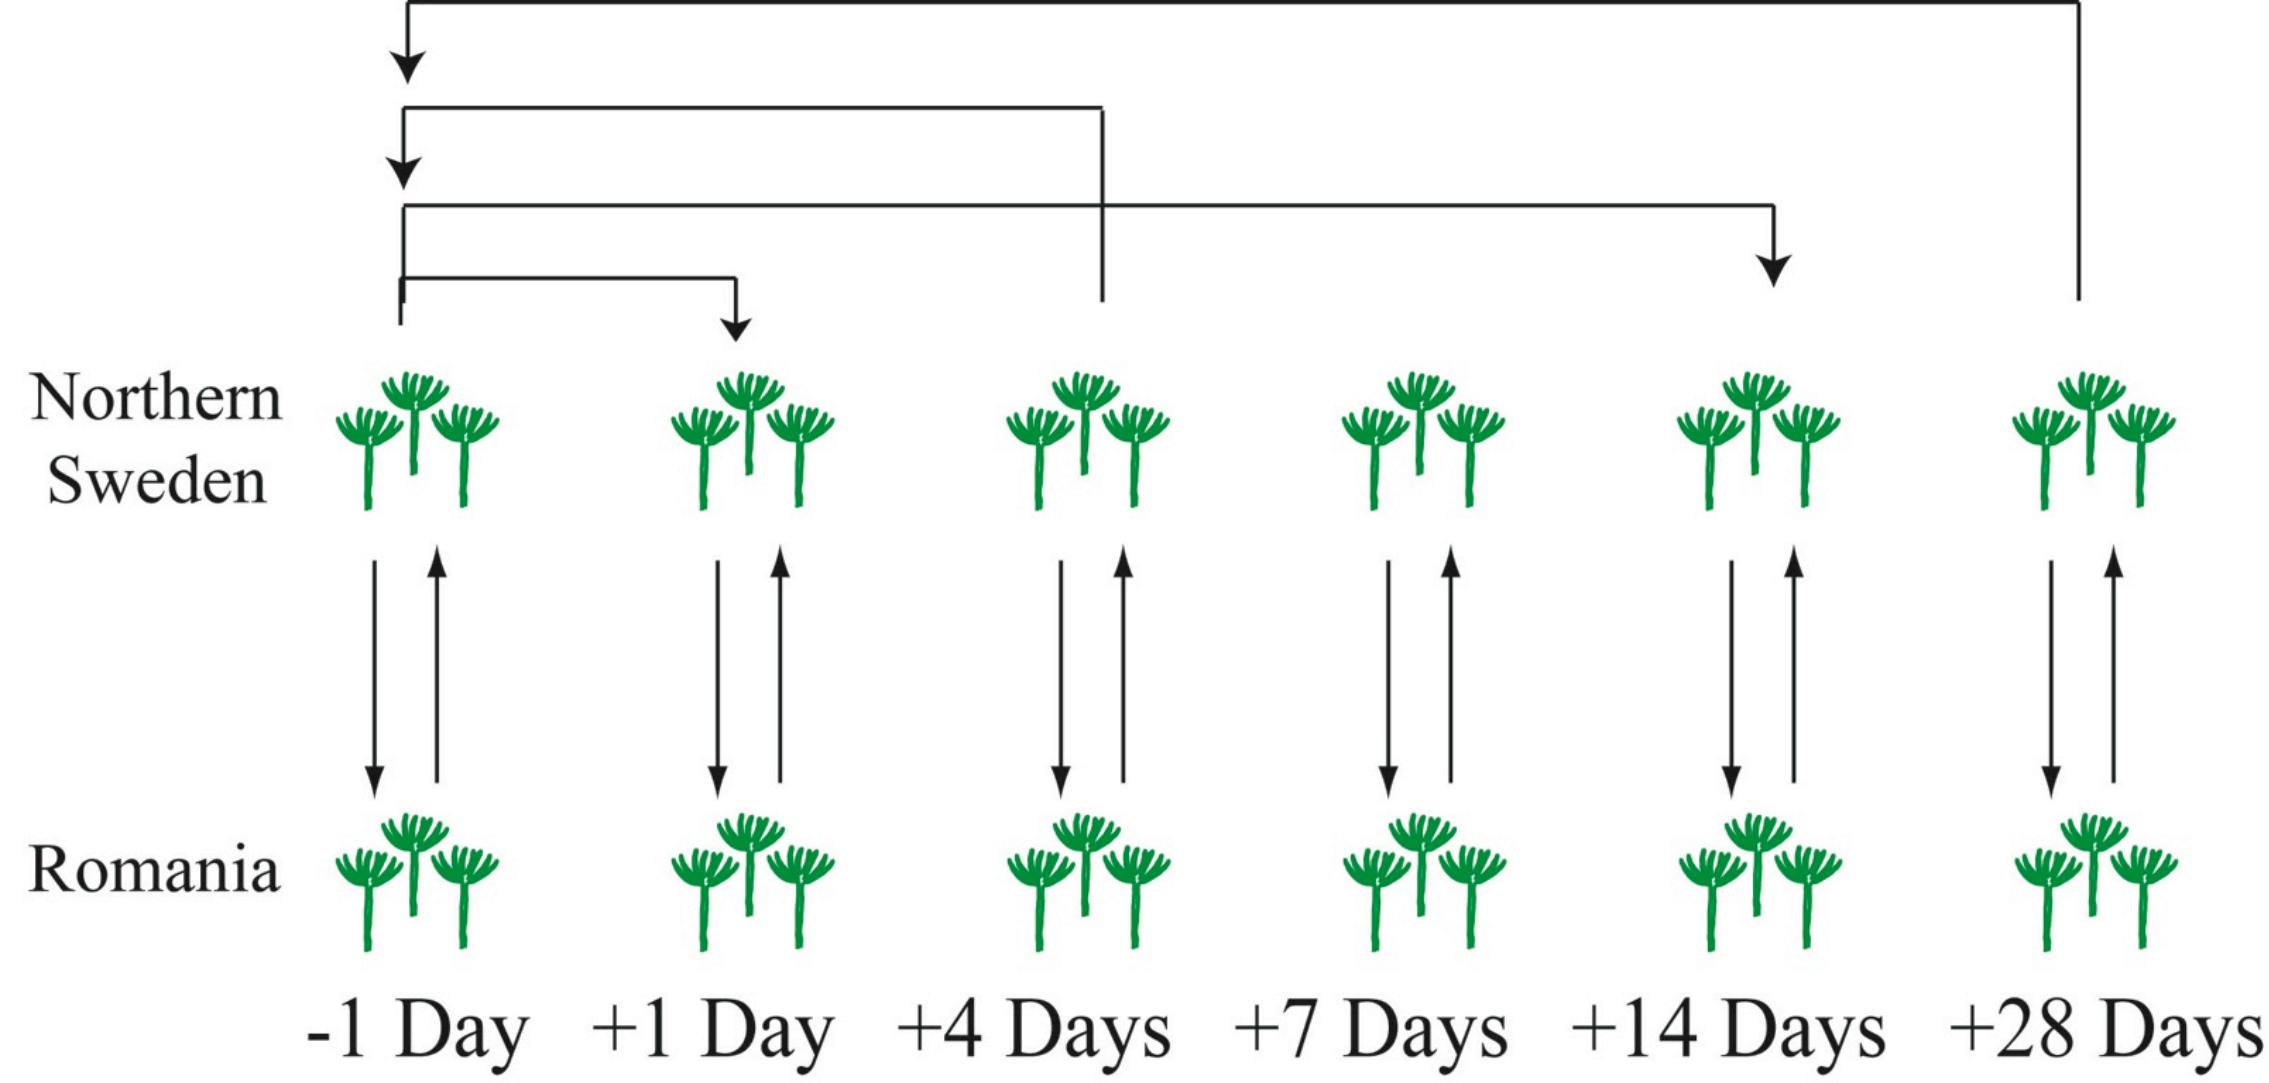 Northern
Sweden
Romania
-1 Day +1 Day +4 Days +7 Days +14 Days +28 Days